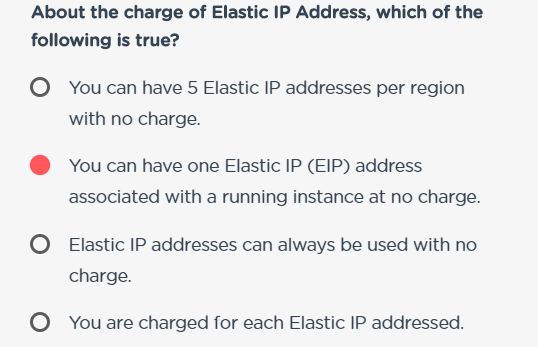 About the charge of Elastic IP Address, which of the
following is true?
You can have 5 Elastic IP addresses per region
with no charge.
You can have one Elastic IP (EIP) address
associated with a running instance at no charge.
Elastic IP addresses can always be used with no
charge.
You are charged for each Elastic IP addressed.